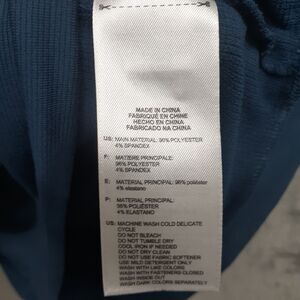 MADE IN CHINA
FABRIQUÉ EN CHINE
HECHO EN CHINA
FABRICADO NA CHINA
US: MAIN MATERIAL: 96% POLYESTER
4% SPANDEX
F: MATIÈRE PRINCIPALE:
96% POLYESTER
4% SPANDEX
E: MATERIAL PRINCIPAL: 96% poliéster
4% elastano
P: MATERIAL PRINCIPAL:
96% POLIÉSTER
4% ELASTANO
US: MACHINE WASH COLD DELICATE
CYCLE
DO NOT BLEACH
DO NOT TUMBLE DRY
COOL IRON IF NEEDED
DO NOT DRY CLEAN
DO NOT USE FABRIC SOFTENER
USE MILD DETERGENT ONLY
WASH WITH LIKE COLORS
WASH WITH FASTENERS CLOSED
WASH INSIDE OUT
WASH DARK COLORS SEPARATELY